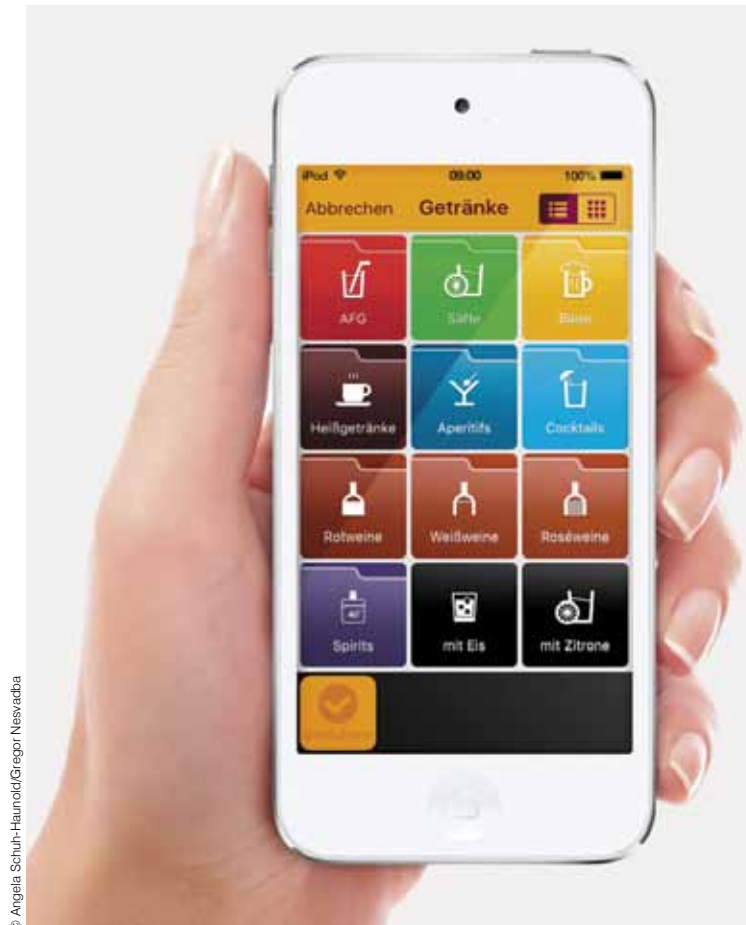 iPod 09:00 100%
Abbrechen Getränke
AFG Säfte Biere
Heißgetränke Aperitifs Cocktails
Rotweine Weißweine Roséweine
40°
Spirits mit Eis mit Zitrone
© Angela Schuh-Haunold/Gregor Nesvadba